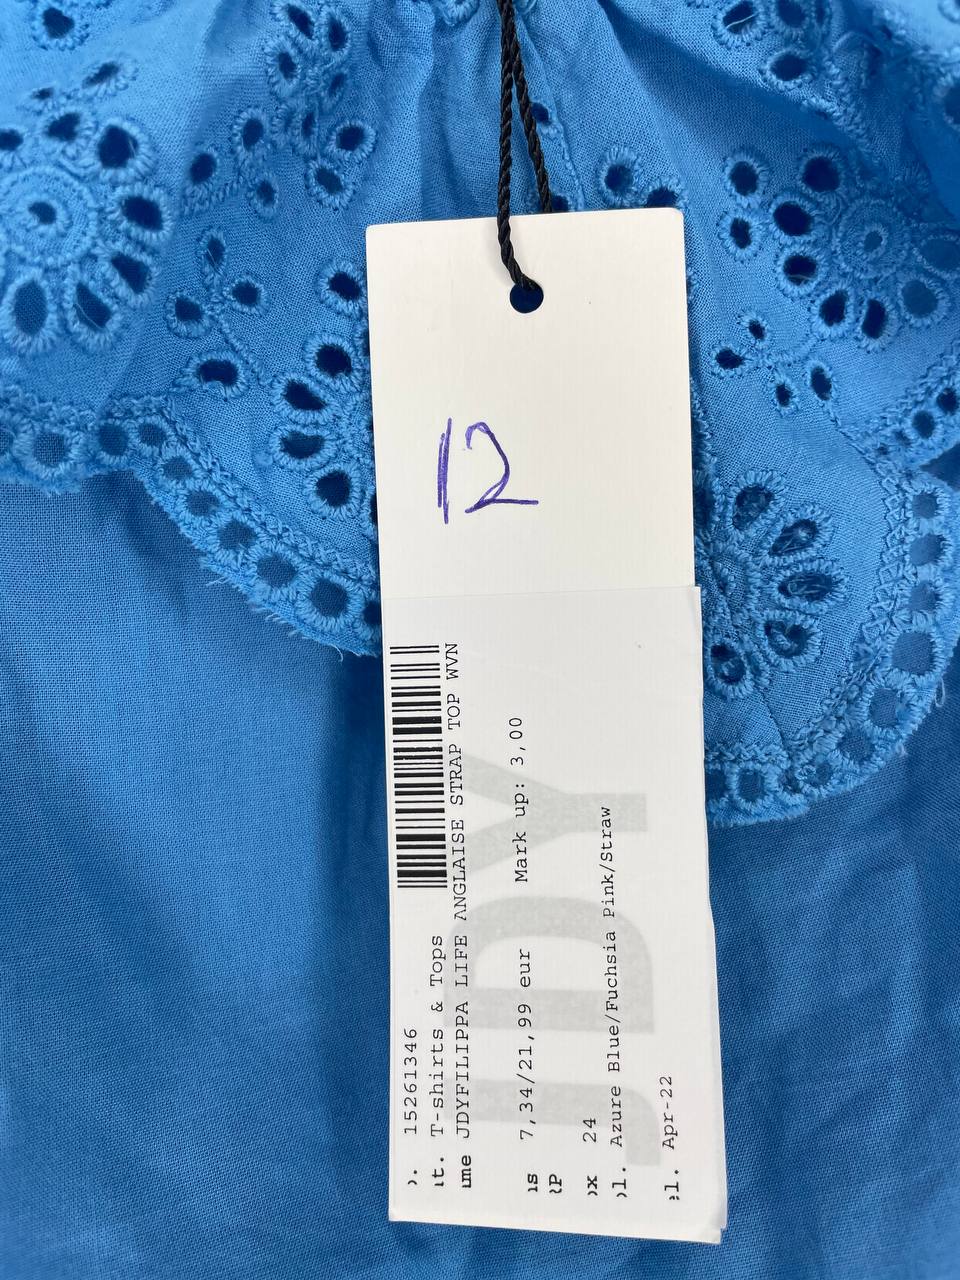 12
15261346
T-shirts & Tops
JDYFILIPPA LIFE ANGLAISE STRAP TOP WVN
7,34/21,99 eur Mark up: 3,00
24
Azure Blue/Fuchsia Pink/Straw
Apr-22
JDY